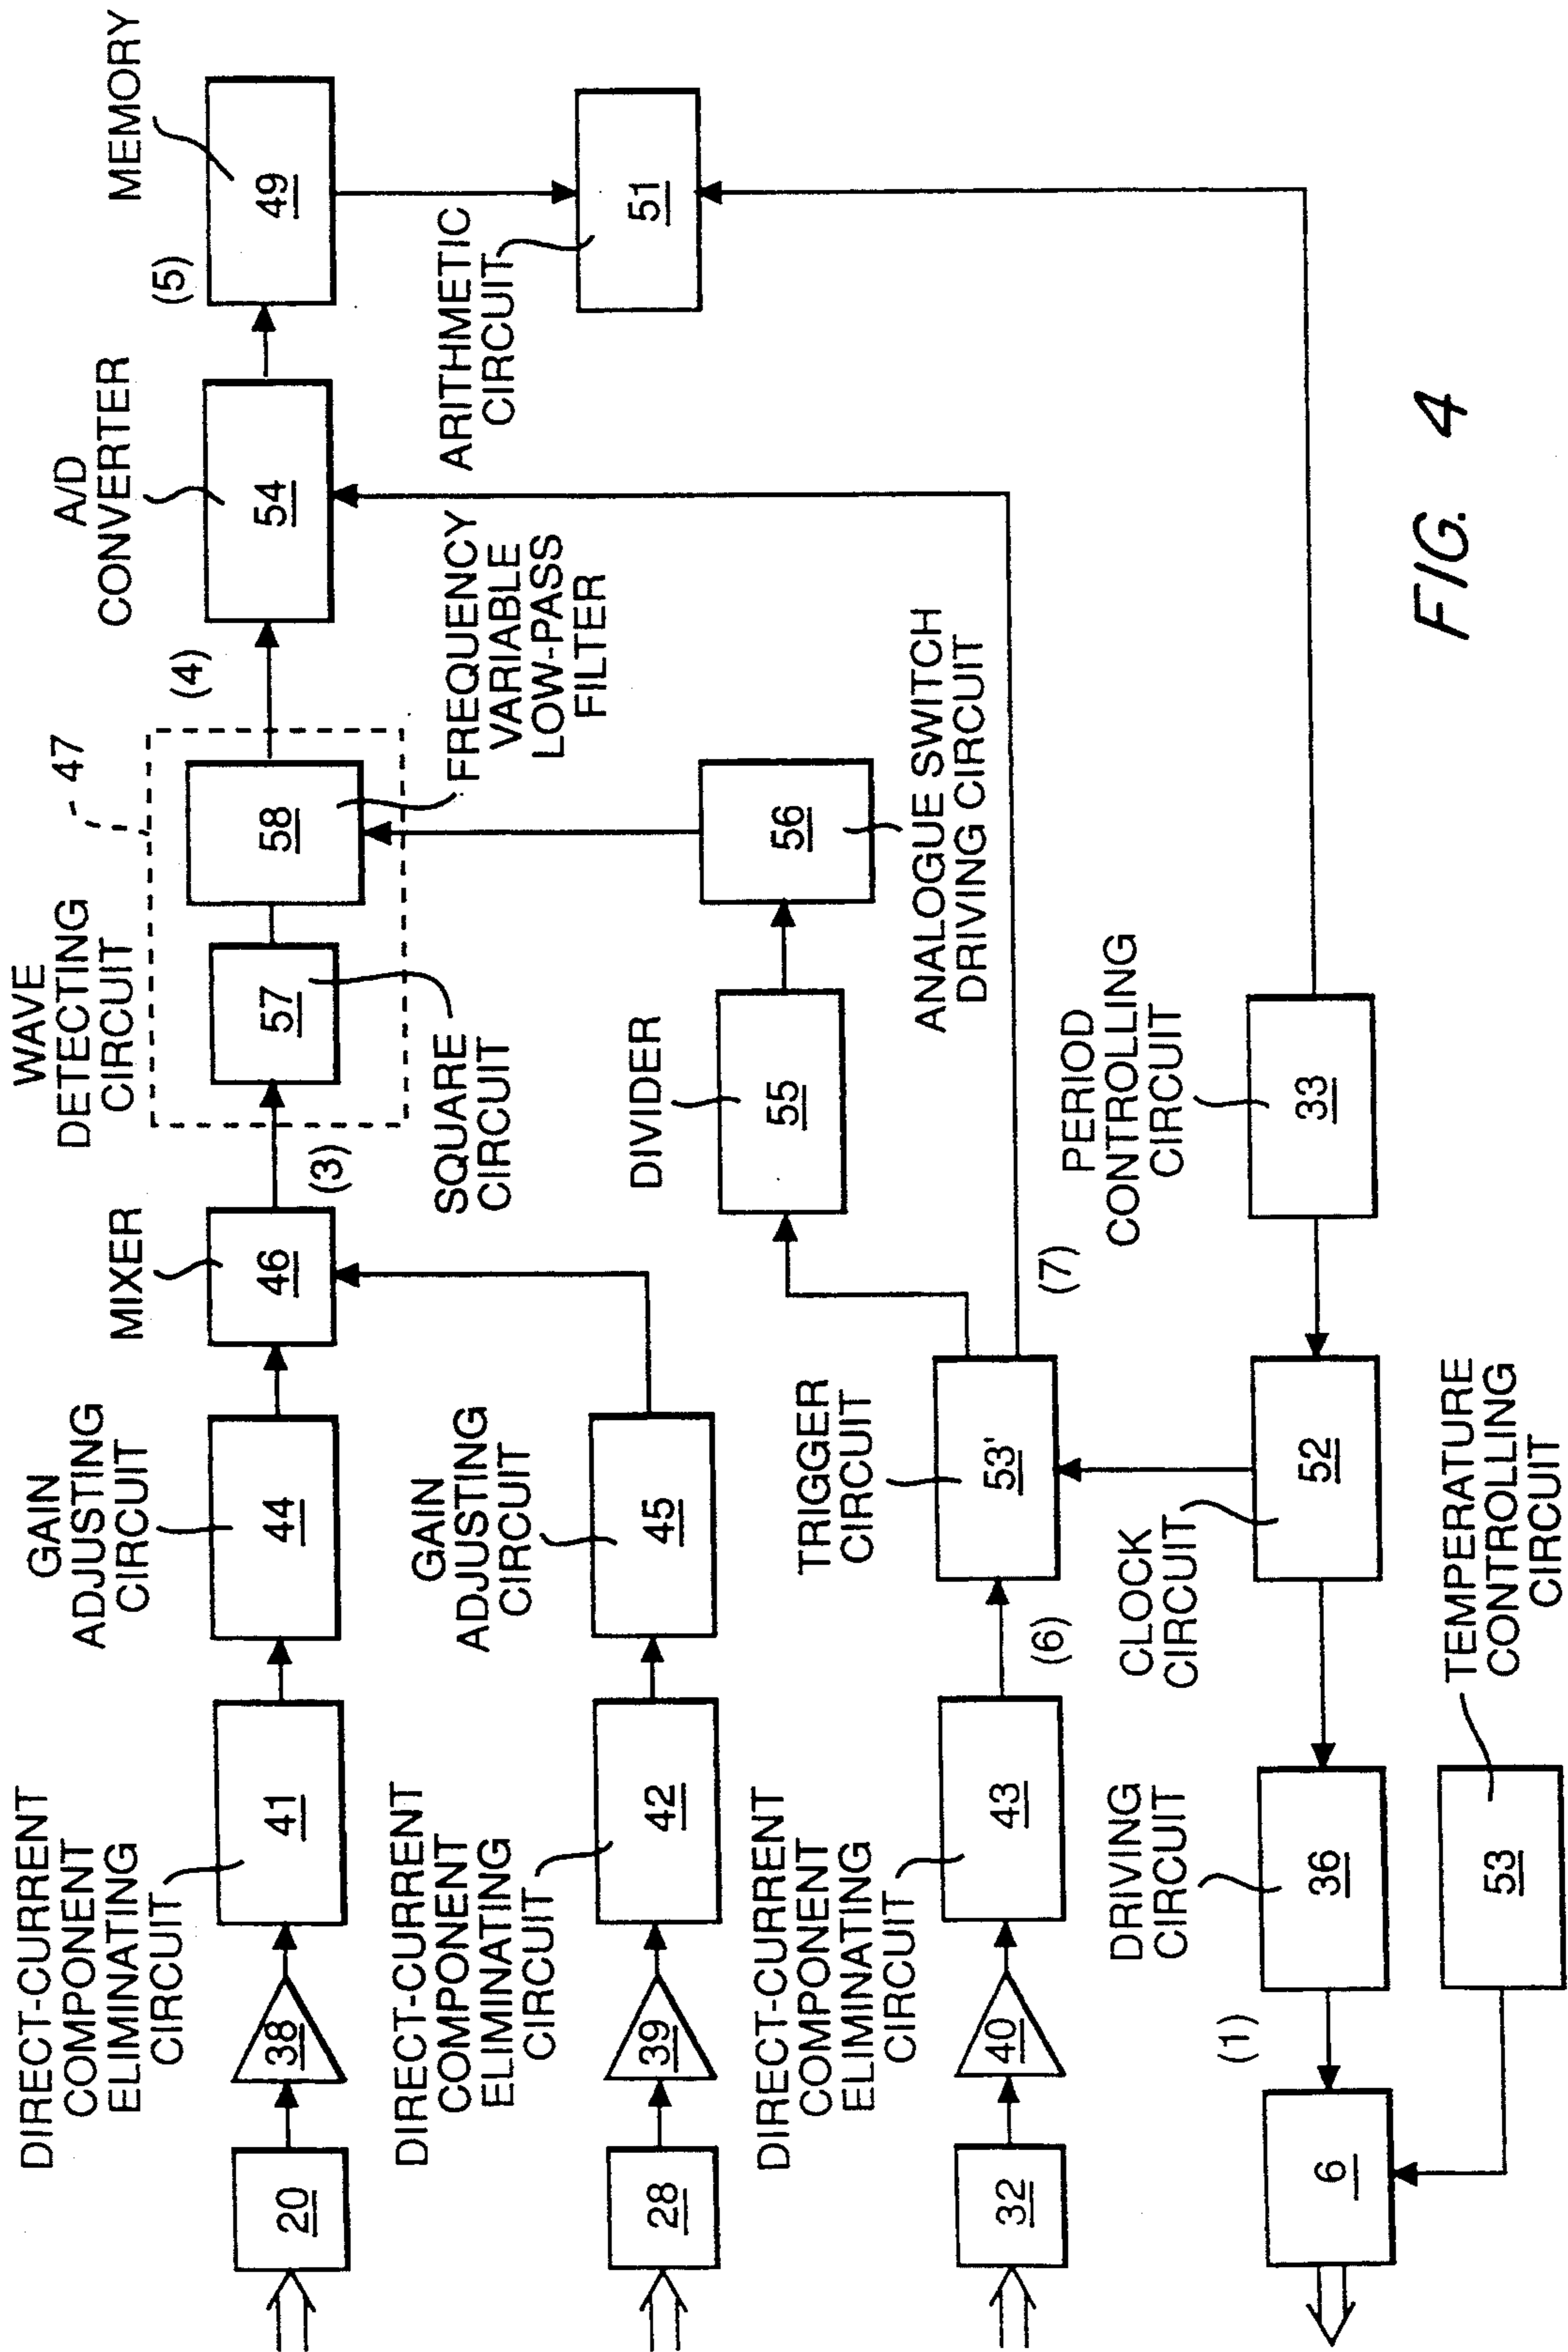 DIRECT-CURRENT
COMPONENT
ELIMINATING
CIRCUIT
GAIN
ADJUSTING
CIRCUIT
MIXER
WAVE
DETECTING
CIRCUIT
47
A/D
CONVERTER
MEMORY
20
38
41
44
46
(3)
57
58
(4)
54
(5)
49
SQUARE
CIRCUIT
FREQUENCY
VARIABLE
LOW-PASS
FILTER
ARITHMETIC
CIRCUIT
51
DIRECT-CURRENT
COMPONENT
ELIMINATING
CIRCUIT
GAIN
ADJUSTING
CIRCUIT
28
39
42
45
DIVIDER
55
56
ANALOGUE SWITCH
DRIVING CIRCUIT
DIRECT-CURRENT
COMPONENT
ELIMINATING
CIRCUIT
TRIGGER
CIRCUIT
32
40
43
(6)
53'
(7)
PERIOD
CONTROLLING
CIRCUIT
DRIVING
CIRCUIT
CLOCK
CIRCUIT
(1)
6
36
52
33
53
TEMPERATURE
CONTROLLING
CIRCUIT
FIG. 4